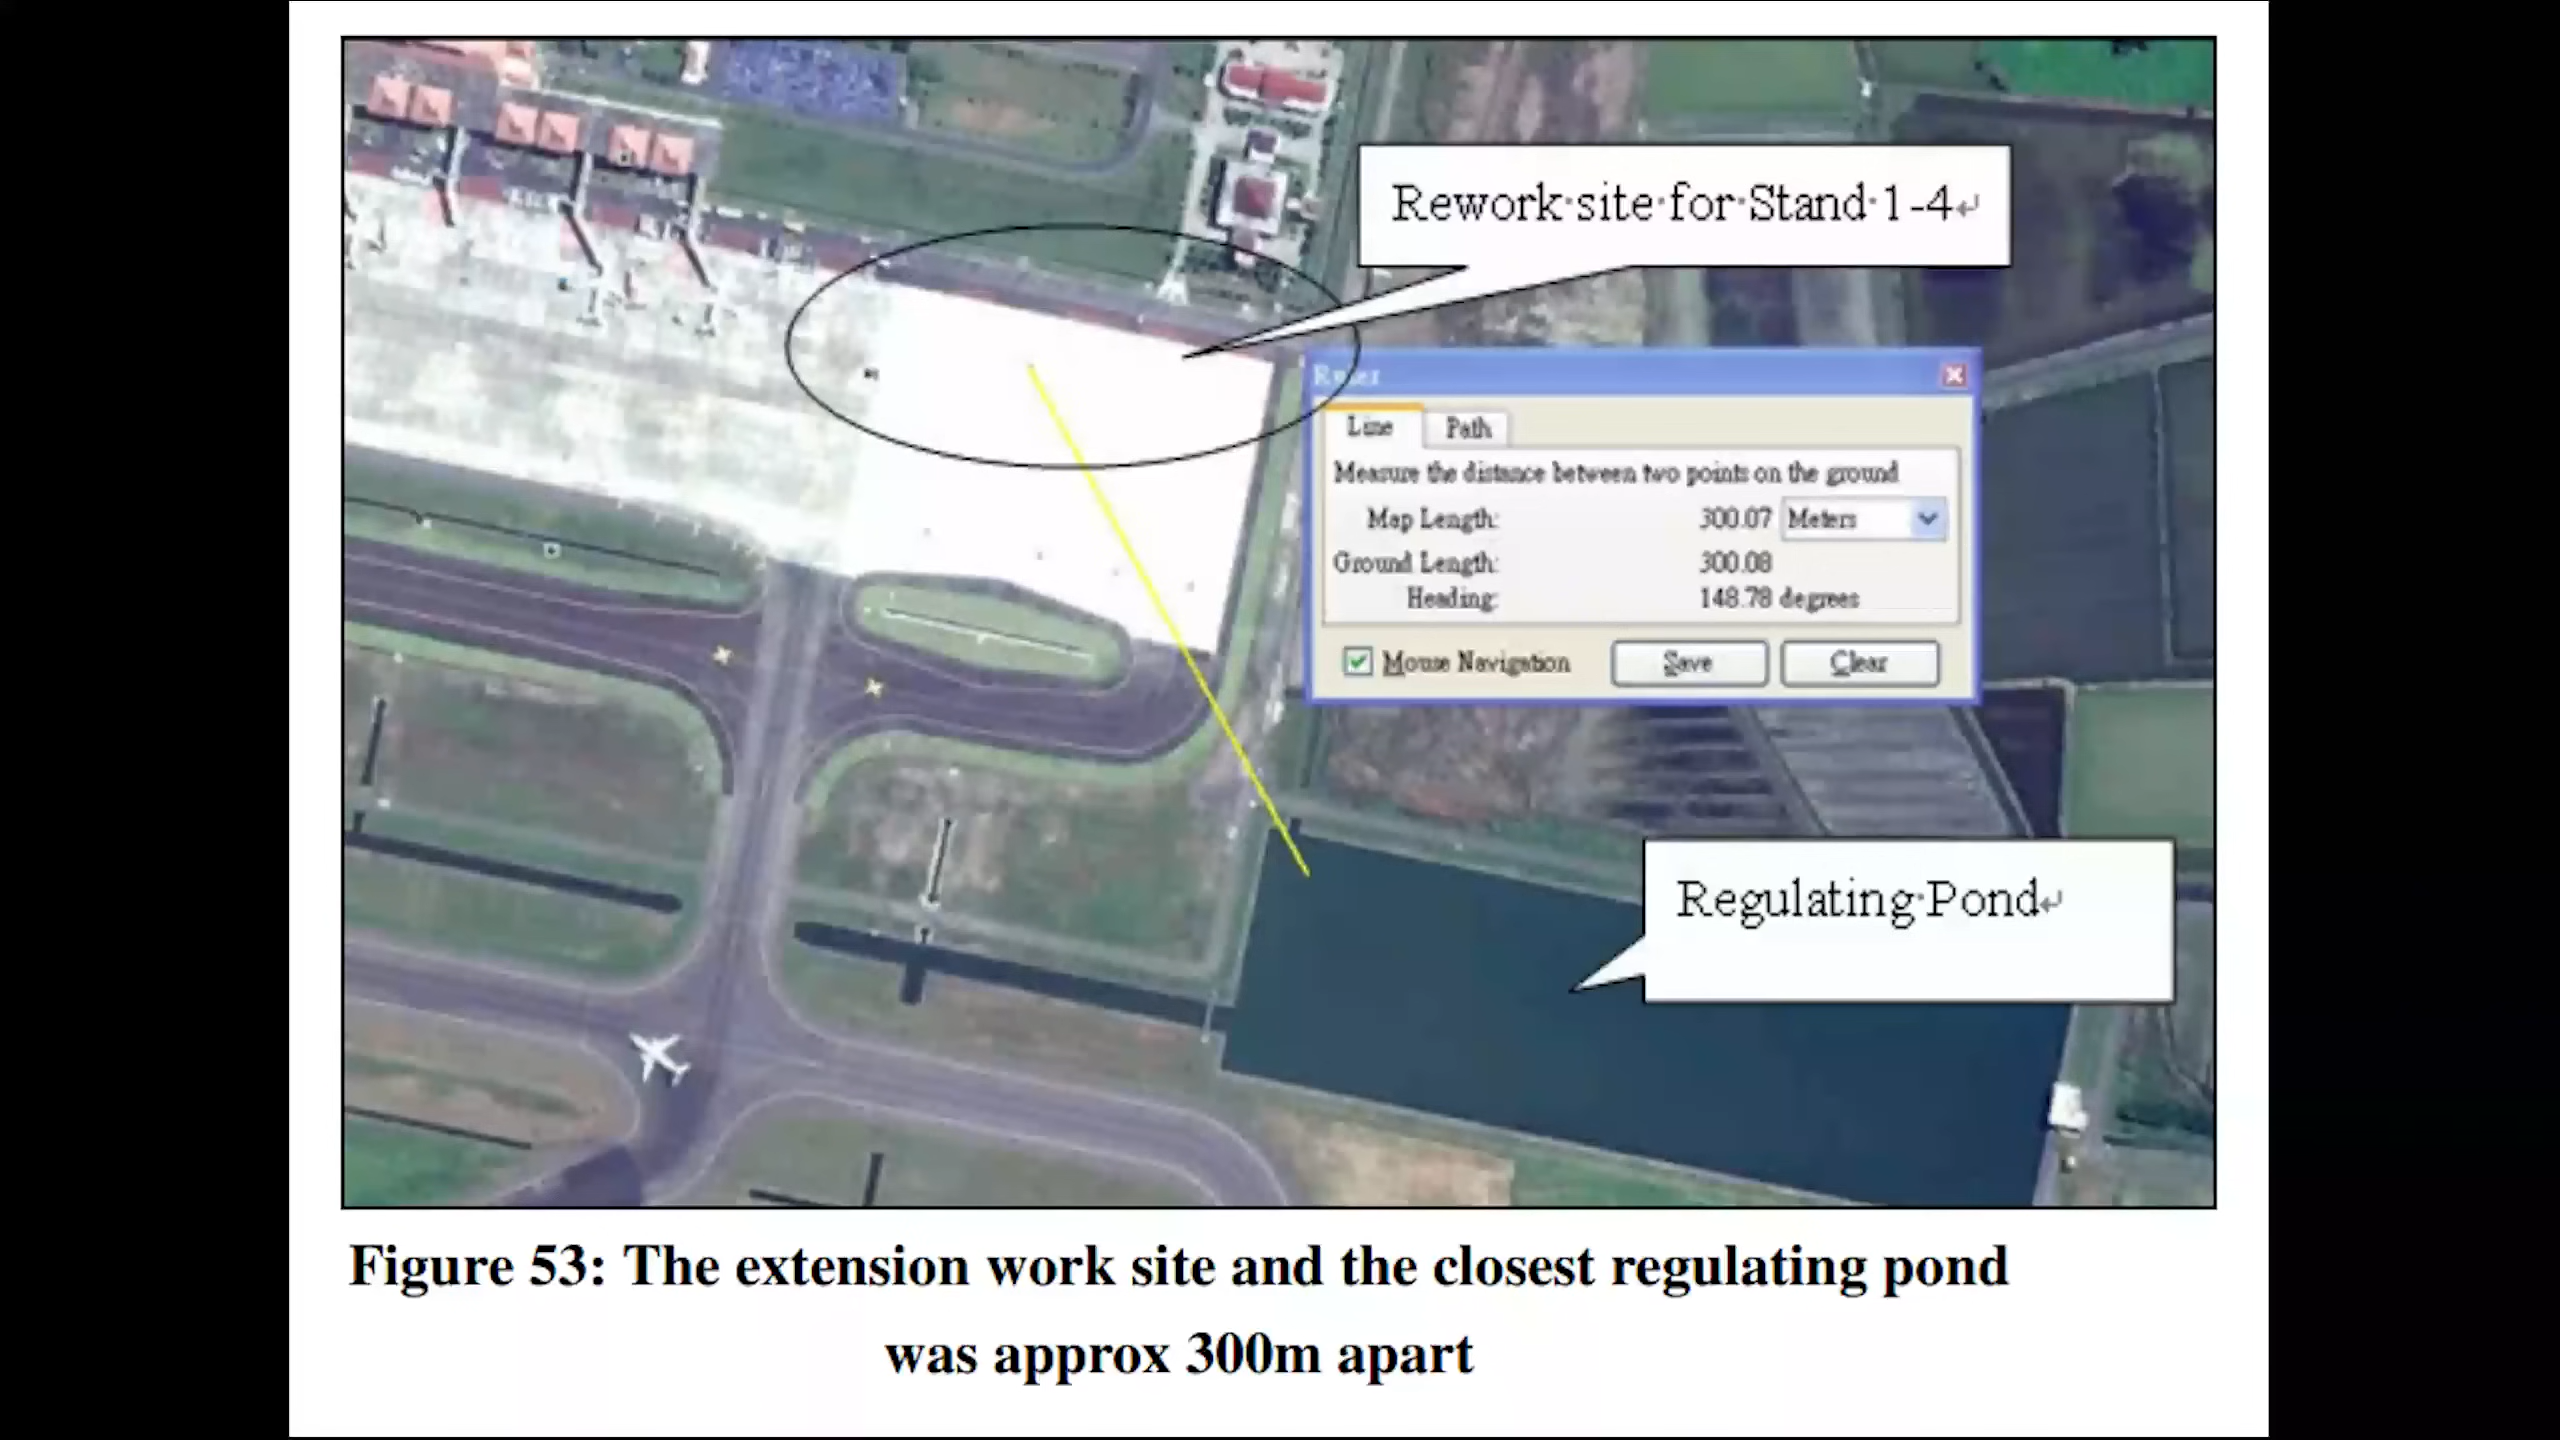 Rework site for Stand 1-4
Ruler
Line
Path
Measure the distance between two points on the ground
Map Length: 300.07 Meters
Ground Length: 300.08
Heading: 148.78 degrees
Mouse Navigation
Save
Clear
Regulating Pond
Figure 53: The extension work site and the closest regulating pond
was approx 300m apart